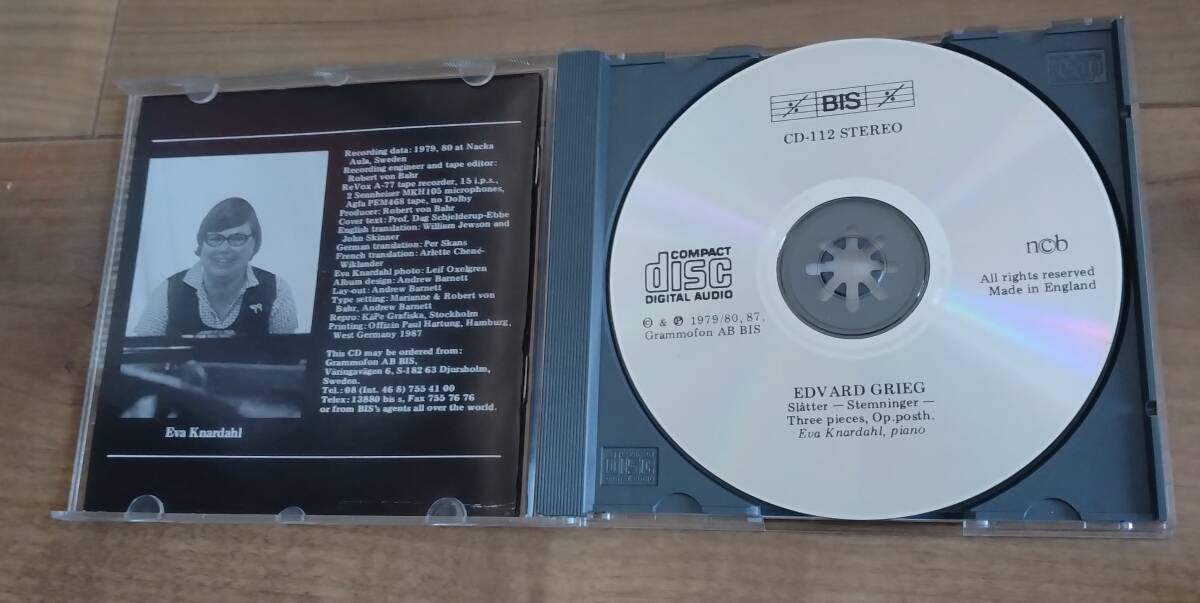 Recording data: 1979, 80 at Nacka
Aula, Sweden
Recording engineer and tape editor:
Robert von Bahr
ReVox A-77 tape recorder, 15 i.p.s.,
2 Sennheiser MKH105 microphones,
Agfa PEM468 tape, no Dolby
Producer: Robert von Bahr
Cover text: Prof. Dag Schjelderup-Ebbe
English translation: William Jewson and
John Skinner
German translation: Per Skans
French translation: Arlette Chené-
Wiklander
Eva Knardahl photo: Leif Oxelgren
Album design: Andrew Barnett
Lay-out: Andrew Barnett
Type setting: Marianne & Robert von
Bahr, Andrew Barnett
Repro: KåPe Grafiska, Stockholm
Printing: Offizin Paul Hartung, Hamburg,
West Germany 1987
This CD may be ordered from:
Grammofon AB BIS,
Väringavägen 6, S-182 63 Djursholm,
Sweden.
Tel.: 08 (Int. 46 8) 755 41 00
Telex: 13880 bis s, Fax 755 76 76
or from BIS's agents all over the world.
Eva Knardahl
BIS
CD-112 STEREO
COMPACT
disc
DIGITAL AUDIO
© & ℗ 1979/80, 87,
Grammofon AB BIS
n©b
All rights reserved
Made in England
EDVARD GRIEG
Slåtter — Stemninger —
Three pieces, Op.posth.
Eva Knardahl, piano
disc